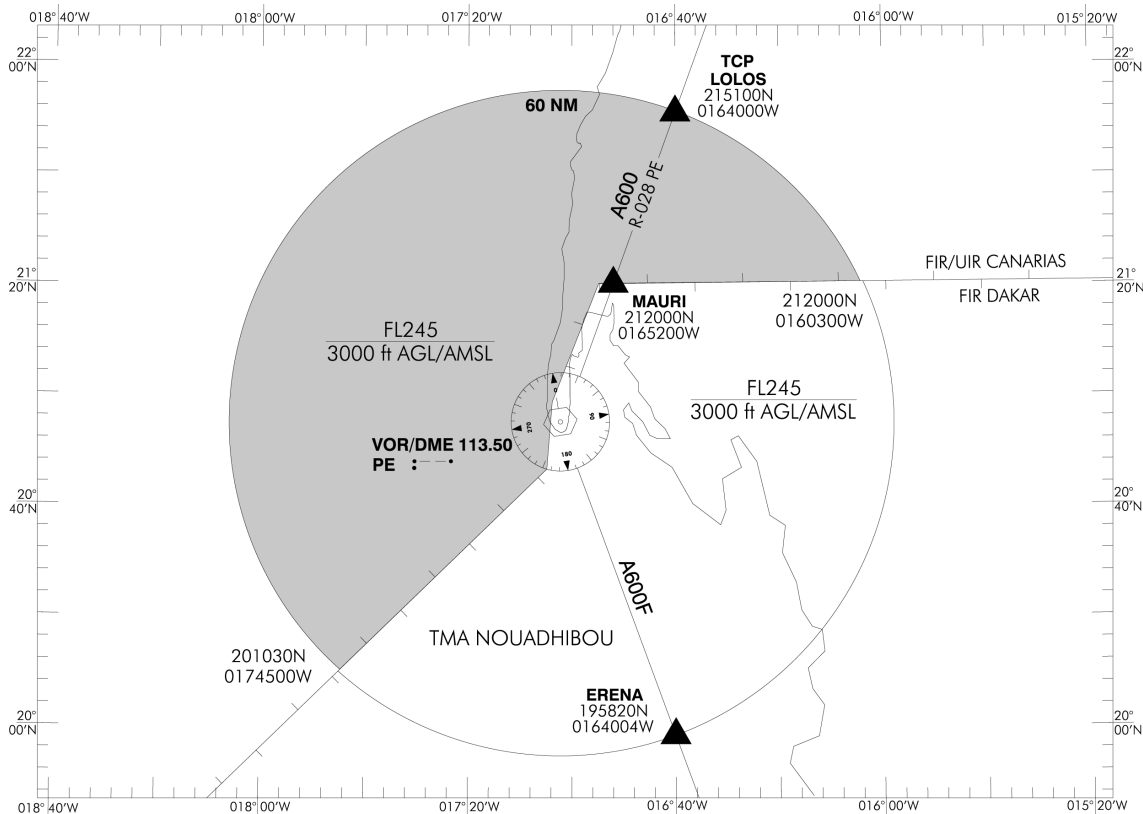 018°40'W 018°00'W 017°20'W 016°40'W 016°00'W 015°20'W
22°
00'N
22°
00'N
TCP
LOLOS
215100N
0164000W
60 NM
A600
R-028 PE
21°
20'N
FIR/UIR CANARIAS
21°
20'N
FIR DAKAR
MAURI
212000N
0165200W
212000N
0160300W
FL245
3000 ft AGL/AMSL
FL245
3000 ft AGL/AMSL
0
90
180
270
VOR/DME 113.50
PE
20°
40'N
20°
40'N
A600F
TMA NOUADHIBOU
201030N
0174500W
ERENA
195820N
0164004W
20°
00'N
20°
00'N
018°40'W 018°00'W 017°20'W 016°40'W 016°00'W 015°20'W